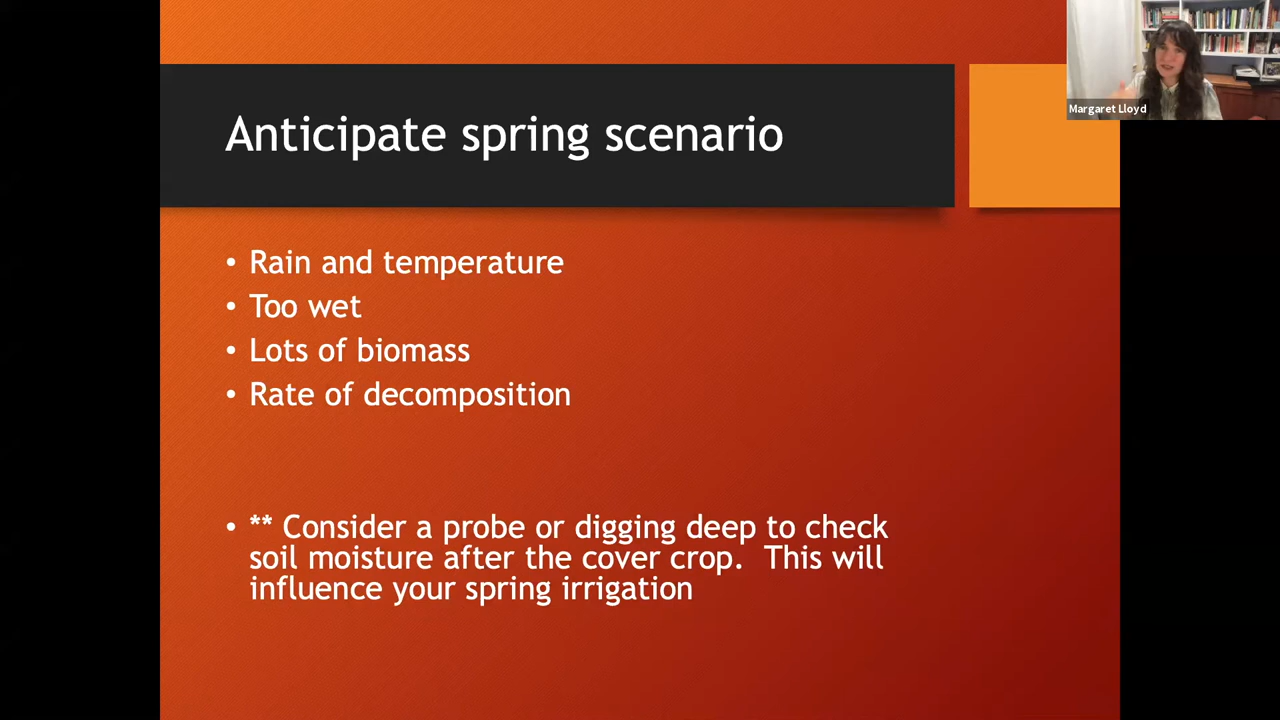 Margaret Lloyd
Anticipate spring scenario
• Rain and temperature
• Too wet
• Lots of biomass
• Rate of decomposition
• ** Consider a probe or digging deep to check
soil moisture after the cover crop.  This will
influence your spring irrigation